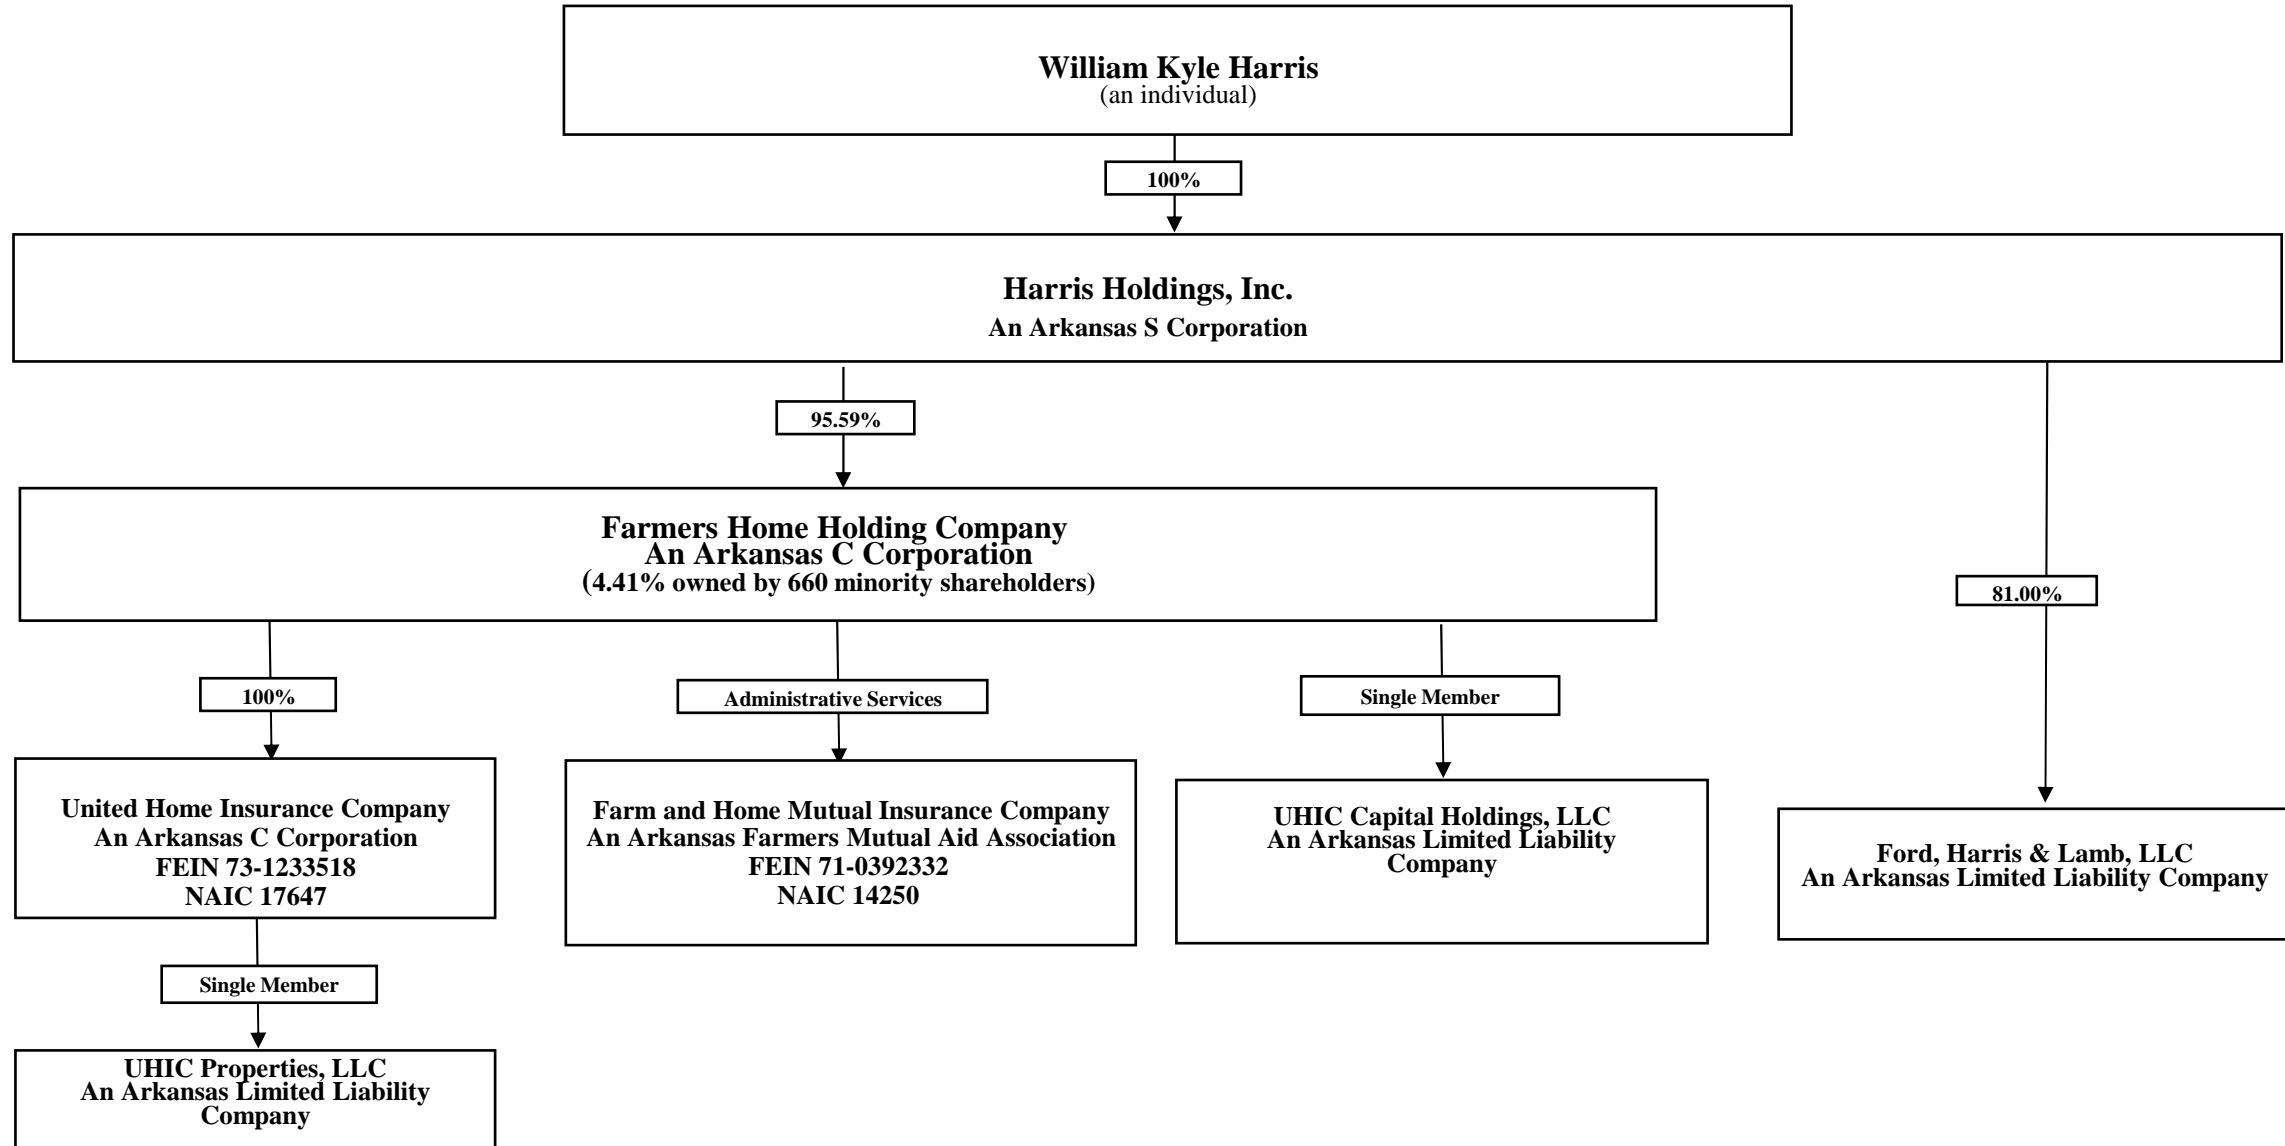 William Kyle Harris
(an individual)
100%
Harris Holdings, Inc.
An Arkansas S Corporation
95.59%
Farmers Home Holding Company
An Arkansas C Corporation
(4.41% owned by 660 minority shareholders)
81.00%
100%
Administrative Services
Single Member
United Home Insurance Company
An Arkansas C Corporation
FEIN 73-1233518
NAIC 17647
Farm and Home Mutual Insurance Company
An Arkansas Farmers Mutual Aid Association
FEIN 71-0392332
NAIC 14250
UHIC Capital Holdings, LLC
An Arkansas Limited Liability
Company
Ford, Harris & Lamb, LLC
An Arkansas Limited Liability Company
Single Member
UHIC Properties, LLC
An Arkansas Limited Liability
Company